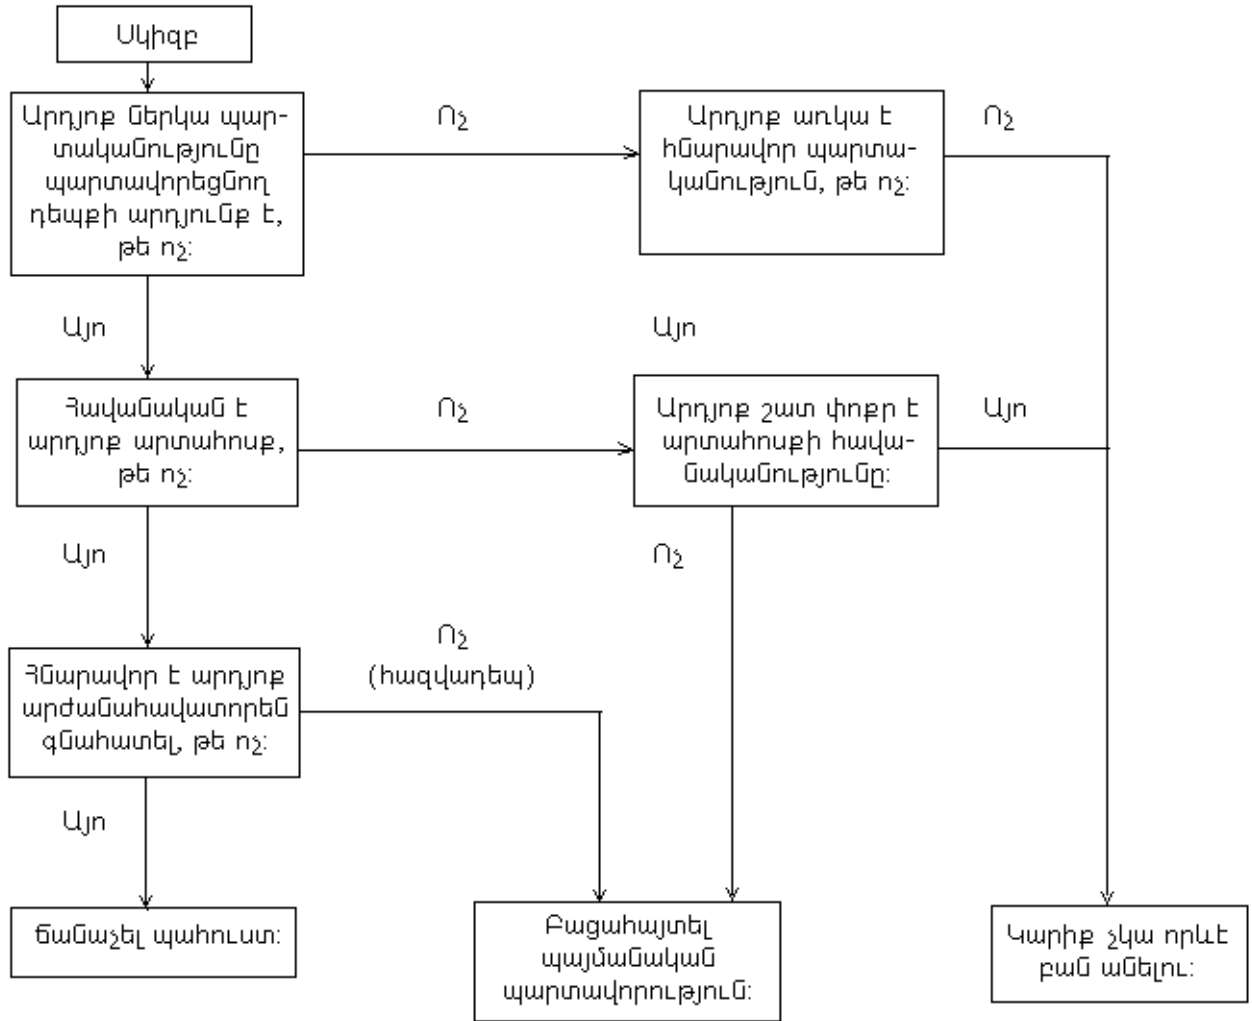 Սկիզբ
Արդյոք ներկա պար-
տականությունը
պարտավորեցնող
դեպքի արդյունք է,
թե ոչ:
Ոչ
Արդյոք առկա է
հնարավոր պարտա-
կանություն, թե ոչ:
Ոչ
Այո
Այո
Հավանական է
արդյոք արտահոսք,
թե ոչ:
Ոչ
Արդյոք շատ փոքր է
արտահոսքի հավա-
նականությունը:
Այո
Այո
Ոչ
Հնարավոր է արդյոք
արժանահավատորեն
գնահատել, թե ոչ:
Ոչ
(հազվադեպ)
Այո
Ճանաչել պահուստ:
Բացահայտել
պայմանական
պարտավորություն:
Կարիք չկա որևէ
բան անելու: